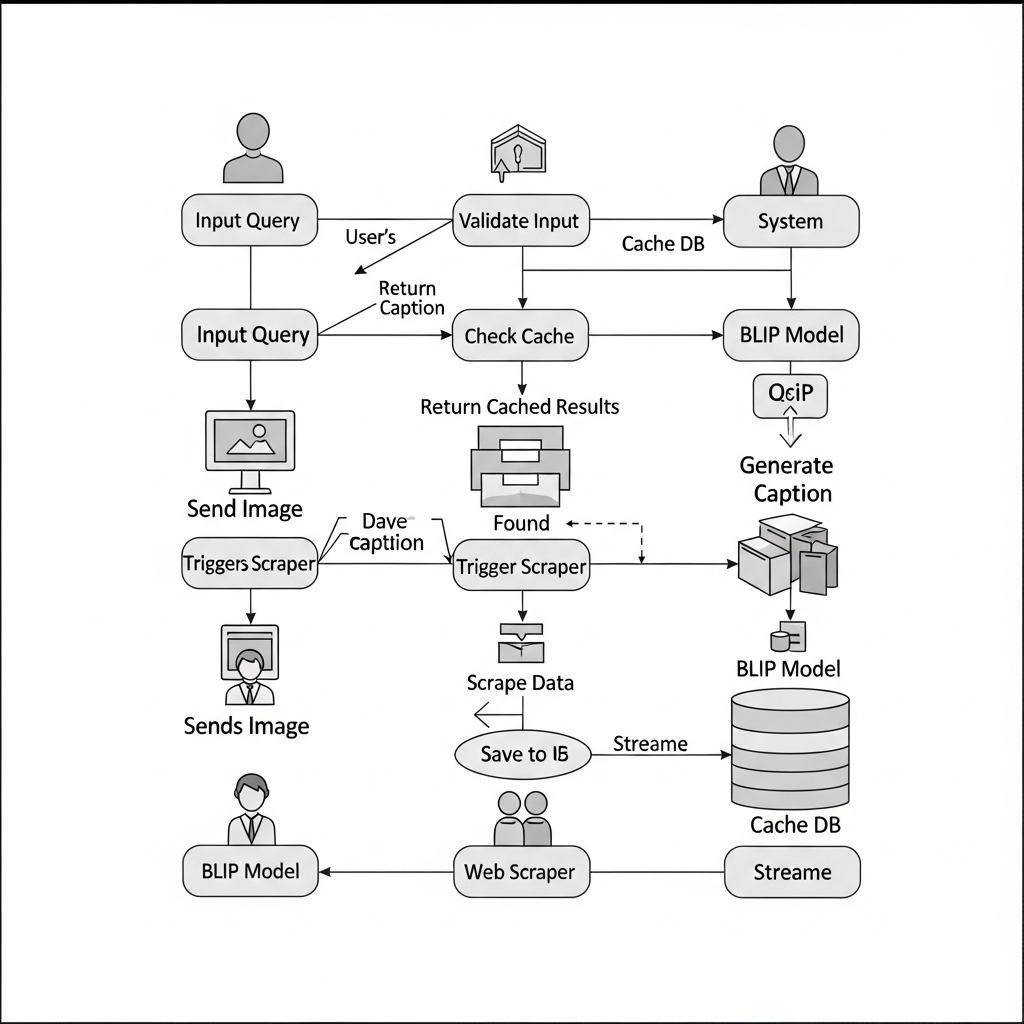 Input Query
Validate Input
System
User's
Cache DB
Return
Caption
Input Query
Check Cache
BLIP Model
QciP
Return Cached Results
Generate
Caption
Send Image
Dave
caption
Found
Triggers Scraper
Trigger Scraper
BLIP Model
Scrape Data
Sends Image
Save to IB
Streame
Cache DB
BLIP Model
Web Scraper
Streame